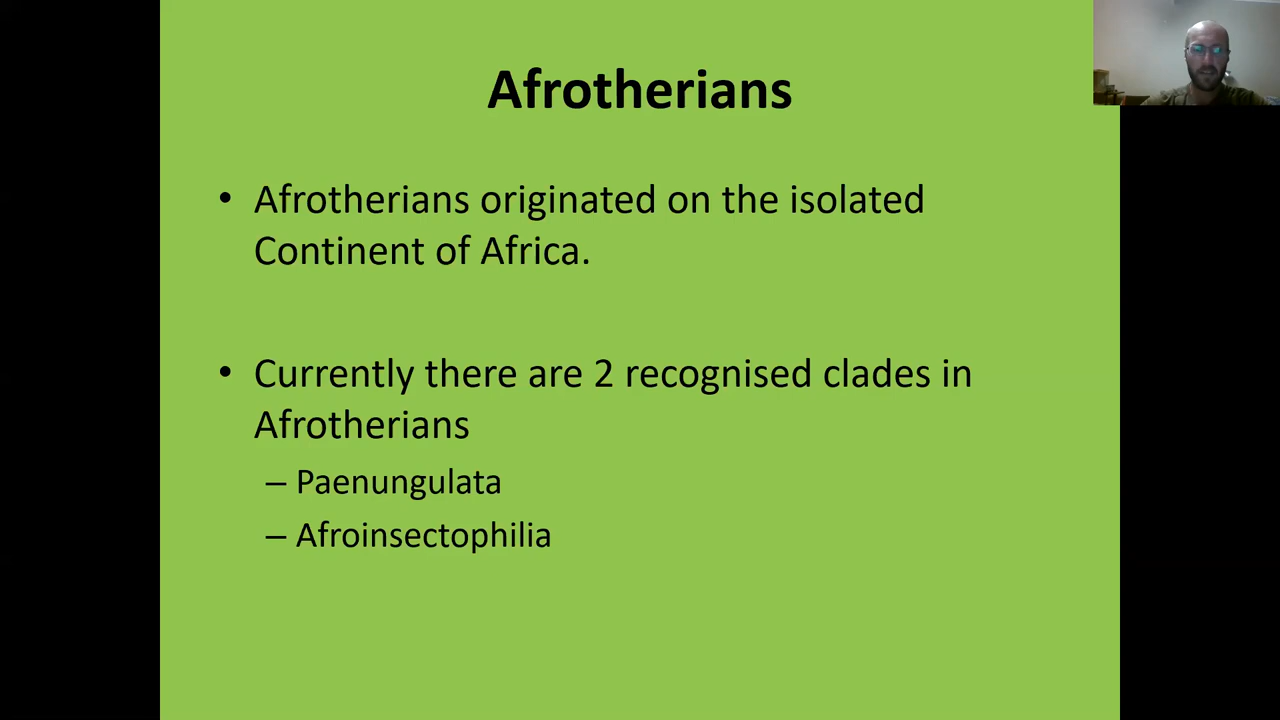 Afrotherians
• Afrotherians originated on the isolated
Continent of Africa.
• Currently there are 2 recognised clades in
Afrotherians
– Paenungulata
– Afroinsectophilia